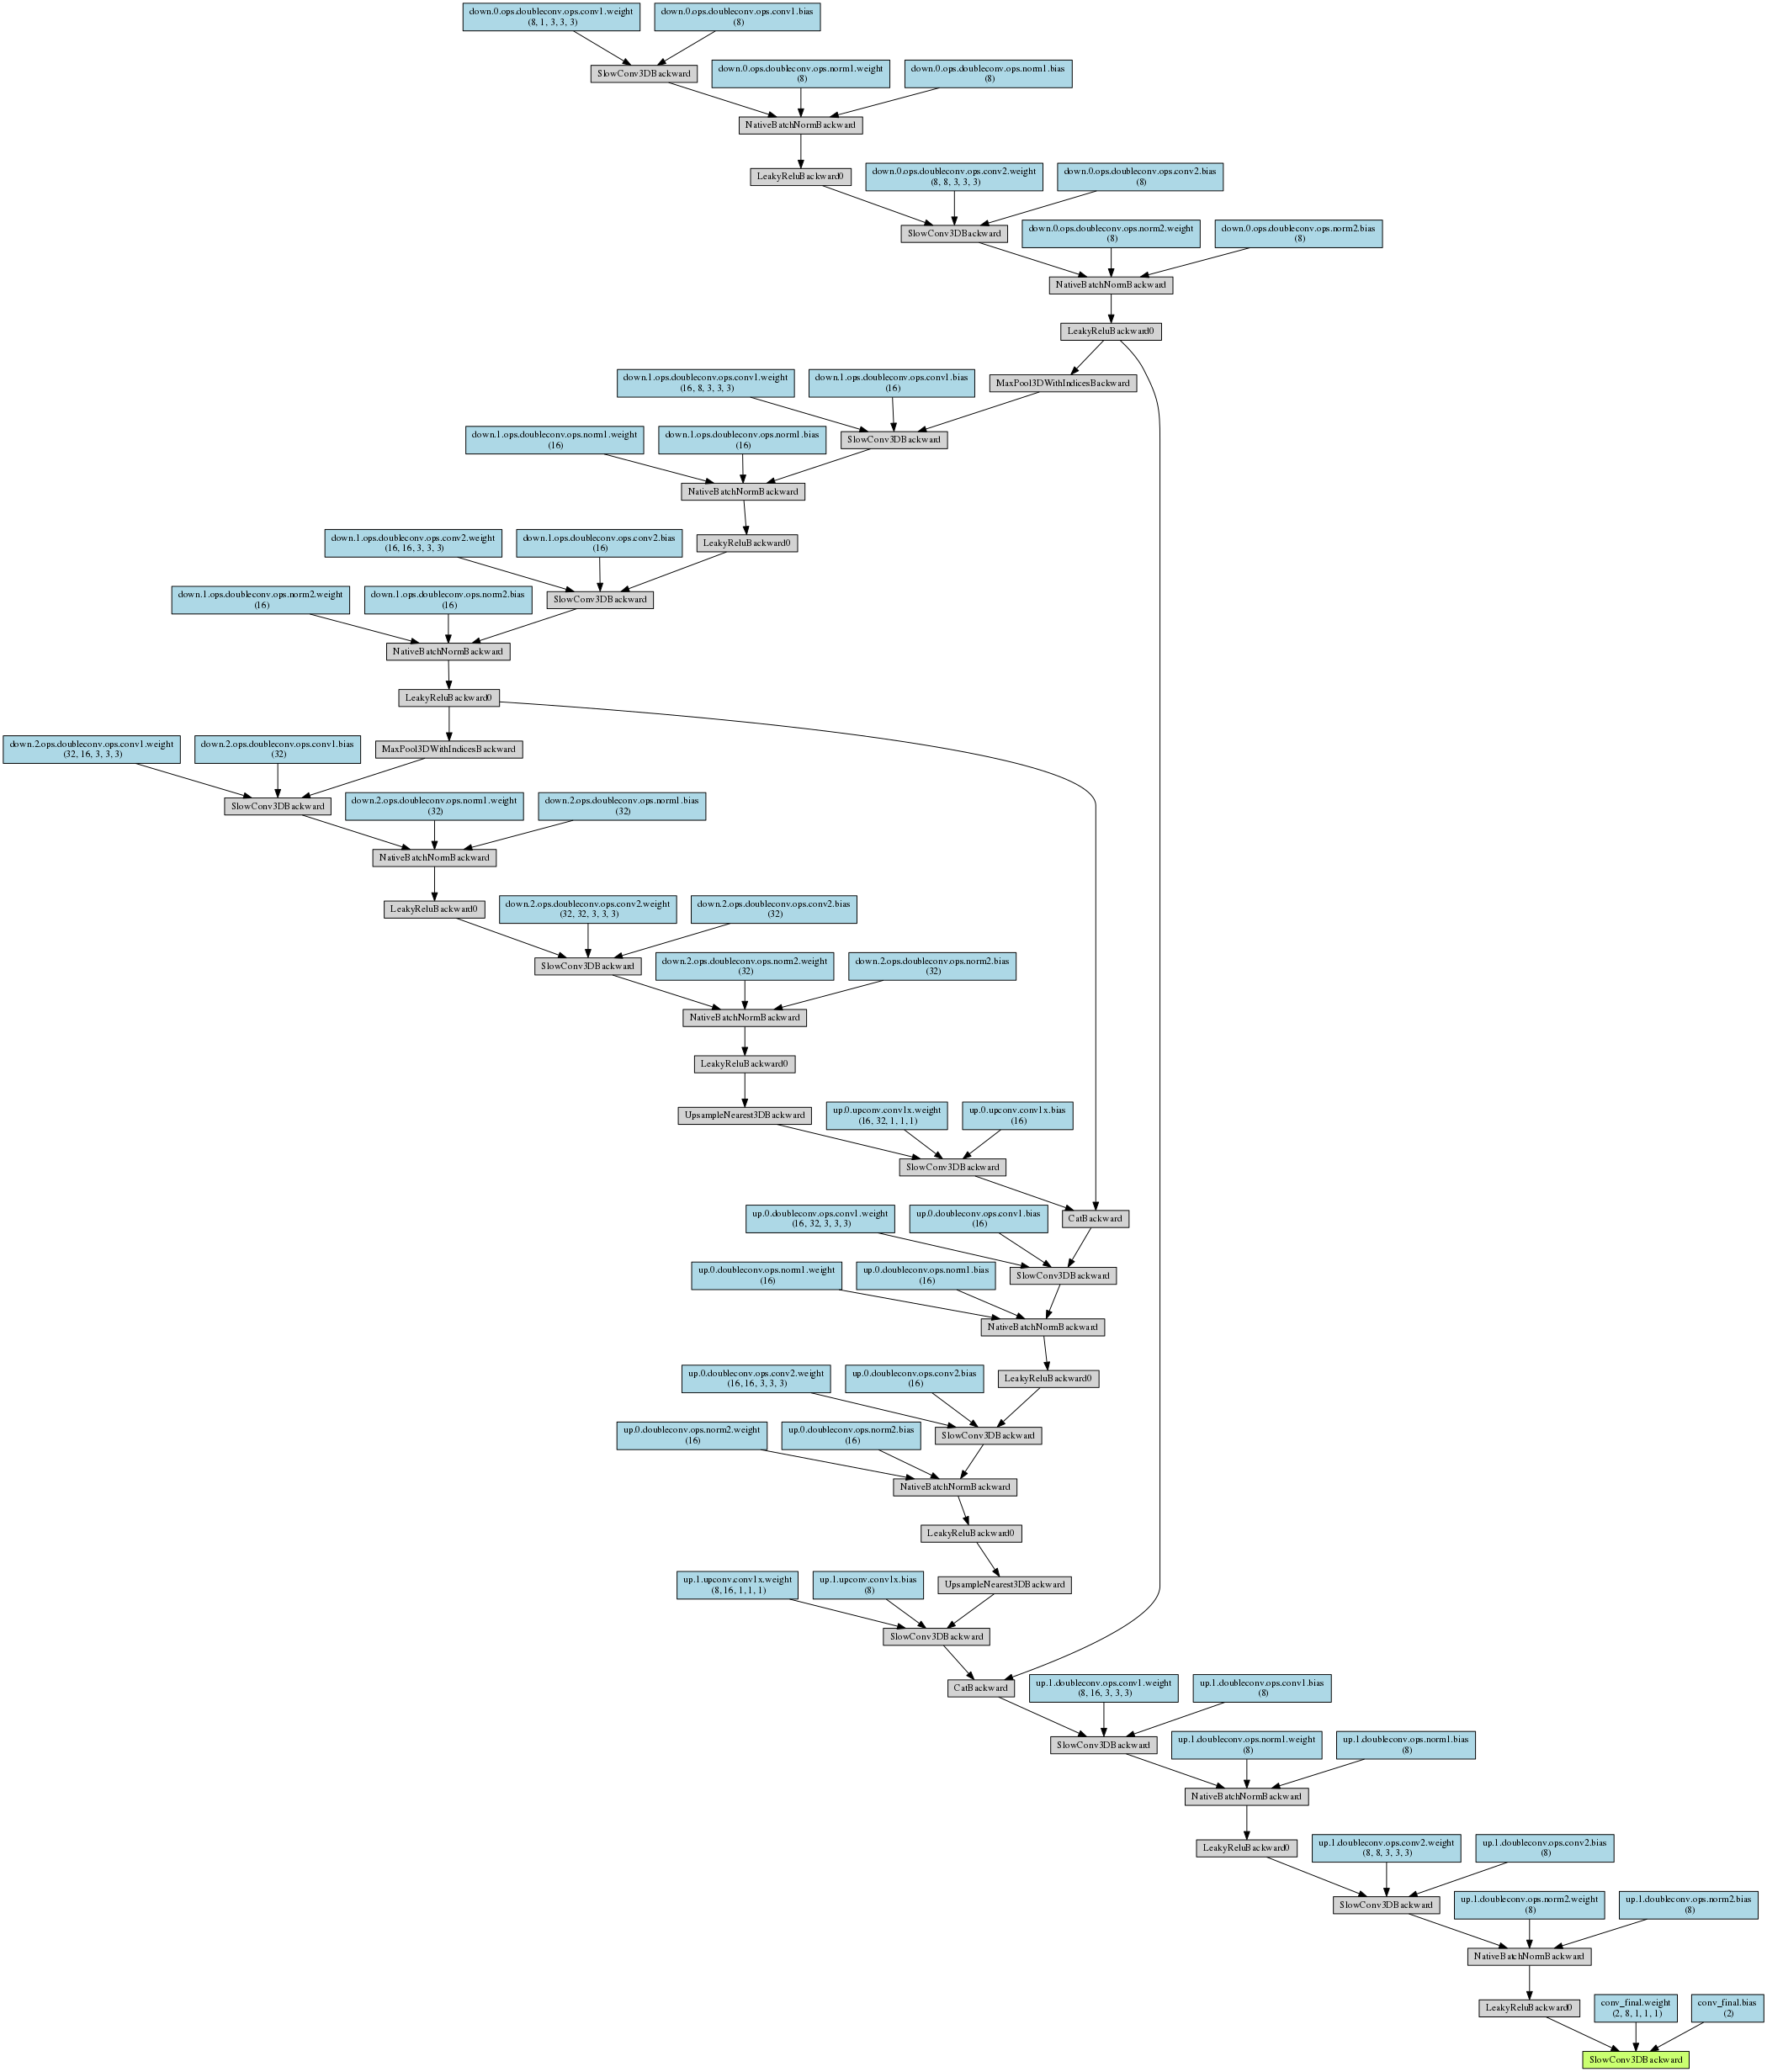 down.0.ops.doubleconv.ops.conv1.weight
(8, 1, 3, 3, 3)
down.0.ops.doubleconv.ops.conv1.bias
(8)
SlowConv3DBackward
down.0.ops.doubleconv.ops.norm1.weight
(8)
down.0.ops.doubleconv.ops.norm1.bias
(8)
NativeBatchNormBackward
LeakyReluBackward0
down.0.ops.doubleconv.ops.conv2.weight
(8, 8, 3, 3, 3)
down.0.ops.doubleconv.ops.conv2.bias
(8)
SlowConv3DBackward
down.0.ops.doubleconv.ops.norm2.weight
(8)
down.0.ops.doubleconv.ops.norm2.bias
(8)
NativeBatchNormBackward
LeakyReluBackward0
MaxPool3DWithIndicesBackward
down.1.ops.doubleconv.ops.conv1.weight
(16, 8, 3, 3, 3)
down.1.ops.doubleconv.ops.conv1.bias
(16)
SlowConv3DBackward
down.1.ops.doubleconv.ops.norm1.weight
(16)
down.1.ops.doubleconv.ops.norm1.bias
(16)
NativeBatchNormBackward
LeakyReluBackward0
down.1.ops.doubleconv.ops.conv2.weight
(16, 16, 3, 3, 3)
down.1.ops.doubleconv.ops.conv2.bias
(16)
SlowConv3DBackward
down.1.ops.doubleconv.ops.norm2.weight
(16)
down.1.ops.doubleconv.ops.norm2.bias
(16)
NativeBatchNormBackward
LeakyReluBackward0
MaxPool3DWithIndicesBackward
down.2.ops.doubleconv.ops.conv1.weight
(32, 16, 3, 3, 3)
down.2.ops.doubleconv.ops.conv1.bias
(32)
SlowConv3DBackward
down.2.ops.doubleconv.ops.norm1.weight
(32)
down.2.ops.doubleconv.ops.norm1.bias
(32)
NativeBatchNormBackward
LeakyReluBackward0
down.2.ops.doubleconv.ops.conv2.weight
(32, 32, 3, 3, 3)
down.2.ops.doubleconv.ops.conv2.bias
(32)
SlowConv3DBackward
down.2.ops.doubleconv.ops.norm2.weight
(32)
down.2.ops.doubleconv.ops.norm2.bias
(32)
NativeBatchNormBackward
LeakyReluBackward0
UpsampleNearest3DBackward
up.0.upconv.conv1x.weight
(16, 32, 1, 1, 1)
up.0.upconv.conv1x.bias
(16)
SlowConv3DBackward
CatBackward
up.0.doubleconv.ops.conv1.weight
(16, 32, 3, 3, 3)
up.0.doubleconv.ops.conv1.bias
(16)
SlowConv3DBackward
up.0.doubleconv.ops.norm1.weight
(16)
up.0.doubleconv.ops.norm1.bias
(16)
NativeBatchNormBackward
LeakyReluBackward0
up.0.doubleconv.ops.conv2.weight
(16, 16, 3, 3, 3)
up.0.doubleconv.ops.conv2.bias
(16)
SlowConv3DBackward
up.0.doubleconv.ops.norm2.weight
(16)
up.0.doubleconv.ops.norm2.bias
(16)
NativeBatchNormBackward
LeakyReluBackward0
UpsampleNearest3DBackward
up.1.upconv.conv1x.weight
(8, 16, 1, 1, 1)
up.1.upconv.conv1x.bias
(8)
SlowConv3DBackward
CatBackward
up.1.doubleconv.ops.conv1.weight
(8, 16, 3, 3, 3)
up.1.doubleconv.ops.conv1.bias
(8)
SlowConv3DBackward
up.1.doubleconv.ops.norm1.weight
(8)
up.1.doubleconv.ops.norm1.bias
(8)
NativeBatchNormBackward
LeakyReluBackward0
up.1.doubleconv.ops.conv2.weight
(8, 8, 3, 3, 3)
up.1.doubleconv.ops.conv2.bias
(8)
SlowConv3DBackward
up.1.doubleconv.ops.norm2.weight
(8)
up.1.doubleconv.ops.norm2.bias
(8)
NativeBatchNormBackward
LeakyReluBackward0
conv_final.weight
(2, 8, 1, 1, 1)
conv_final.bias
(2)
SlowConv3DBackward